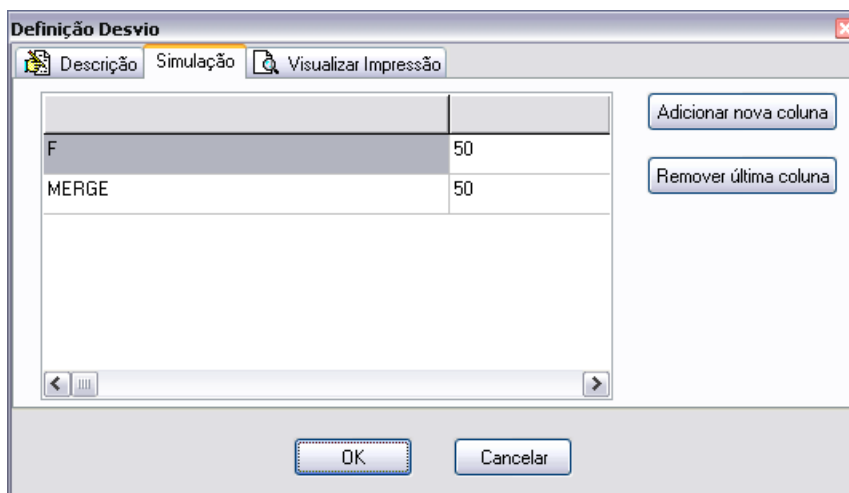 Definição Desvio
Descrição Simulação Visualizar Impressão
Adicionar nova coluna
F 50
Remover última coluna
MERGE 50
OK Cancelar